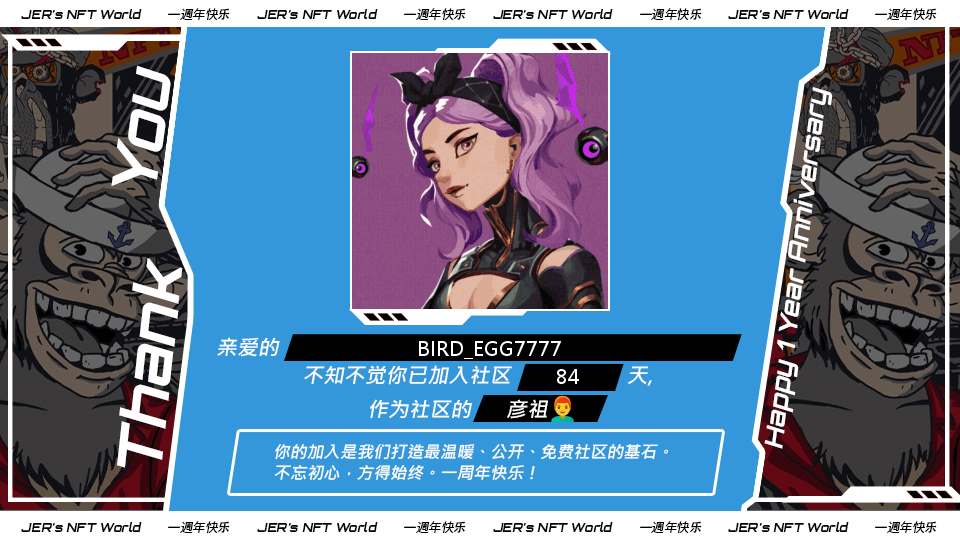 JER's NFT World 一週年快乐 JER's NFT World 一週年快乐 JER's NFT World 一週年快乐 JER's NFT World 一週年快乐
Thank You
亲爱的 BIRD_EGG7777
不知不觉你已加入社区 84 天,
作为社区的 彦祖👨‍🦰
你的加入是我们打造最温暖、公开、免费社区的基石。
不忘初心，方得始终。一周年快乐！
Happy 1 Year Anniversary
JER's NFT World 一週年快乐 JER's NFT World 一週年快乐 JER's NFT World 一週年快乐 JER's NFT World 一週年快乐